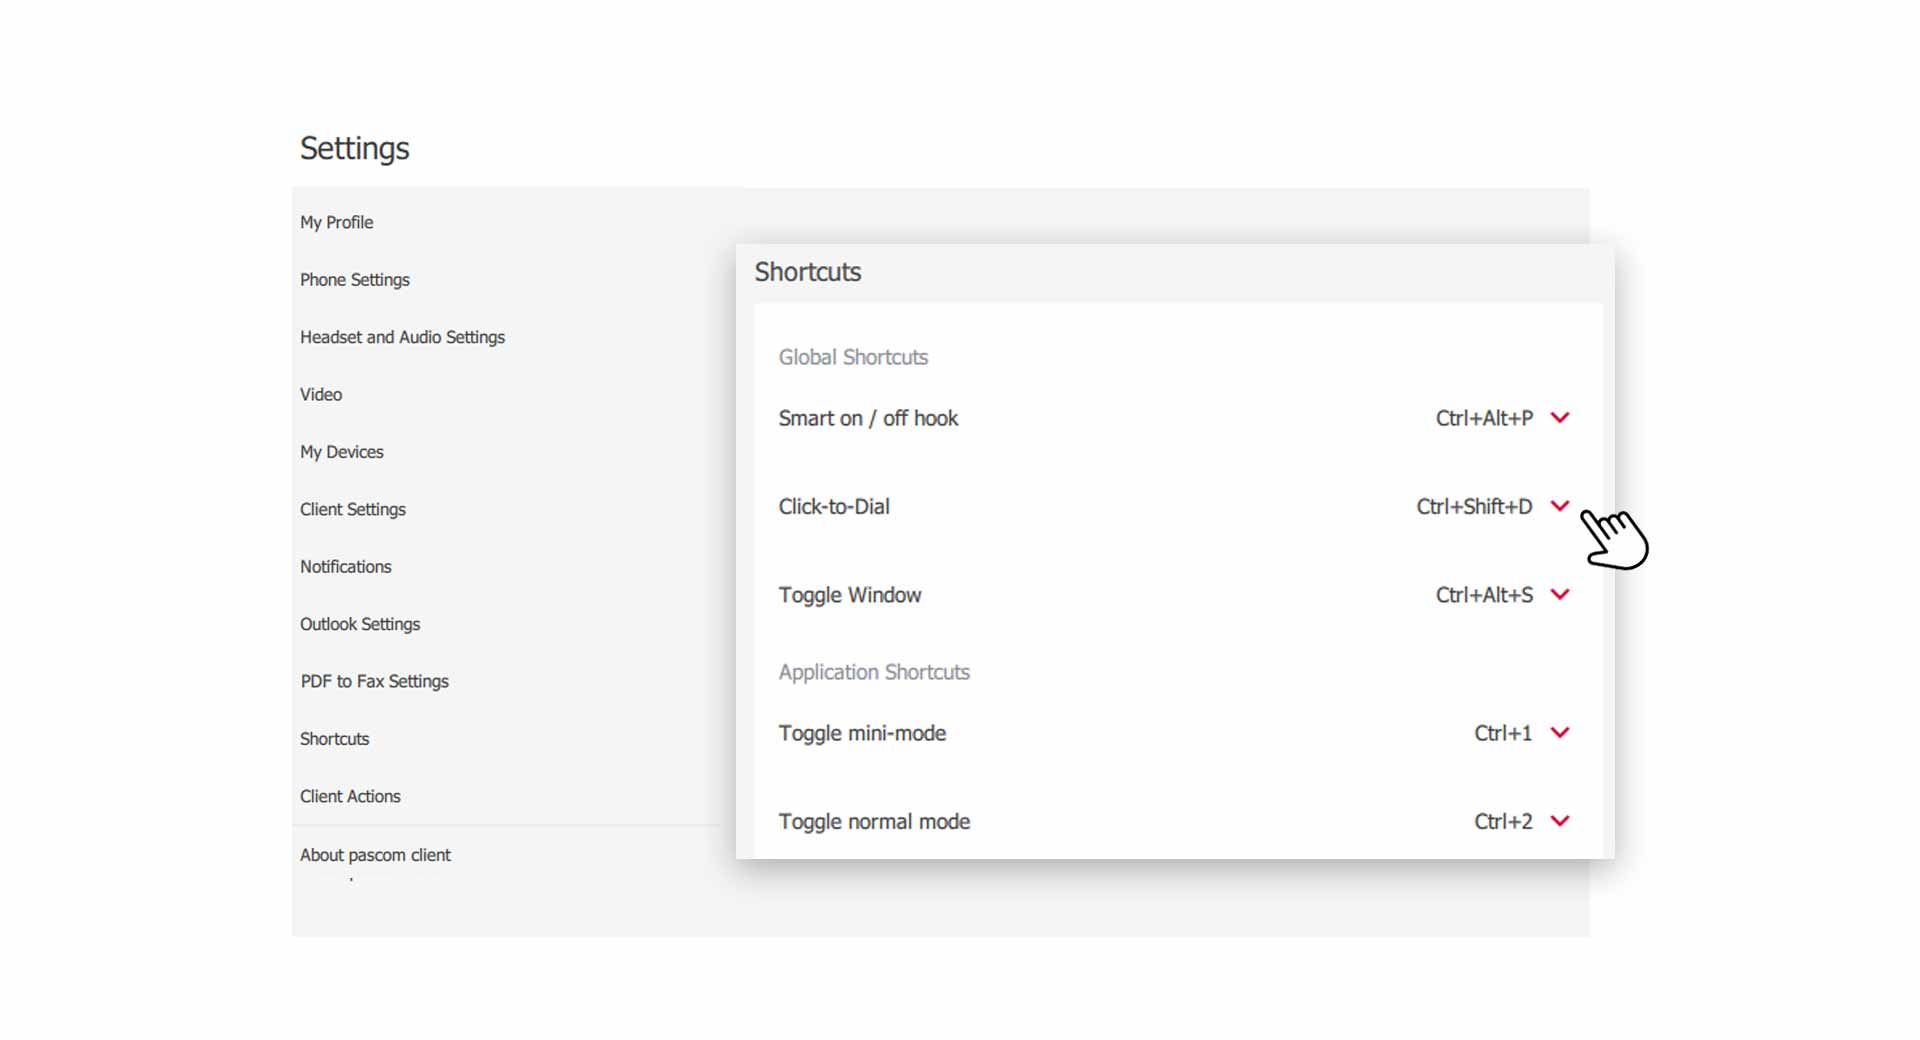 Settings
My Profile
Phone Settings
Headset and Audio Settings
Video
My Devices
Client Settings
Notifications
Outlook Settings
PDF to Fax Settings
Shortcuts
Client Actions
About pascom client
Shortcuts
Global Shortcuts
Smart on / off hook Ctrl+Alt+P
Click-to-Dial Ctrl+Shift+D
Toggle Window Ctrl+Alt+S
Application Shortcuts
Toggle mini-mode Ctrl+1
Toggle normal mode Ctrl+2